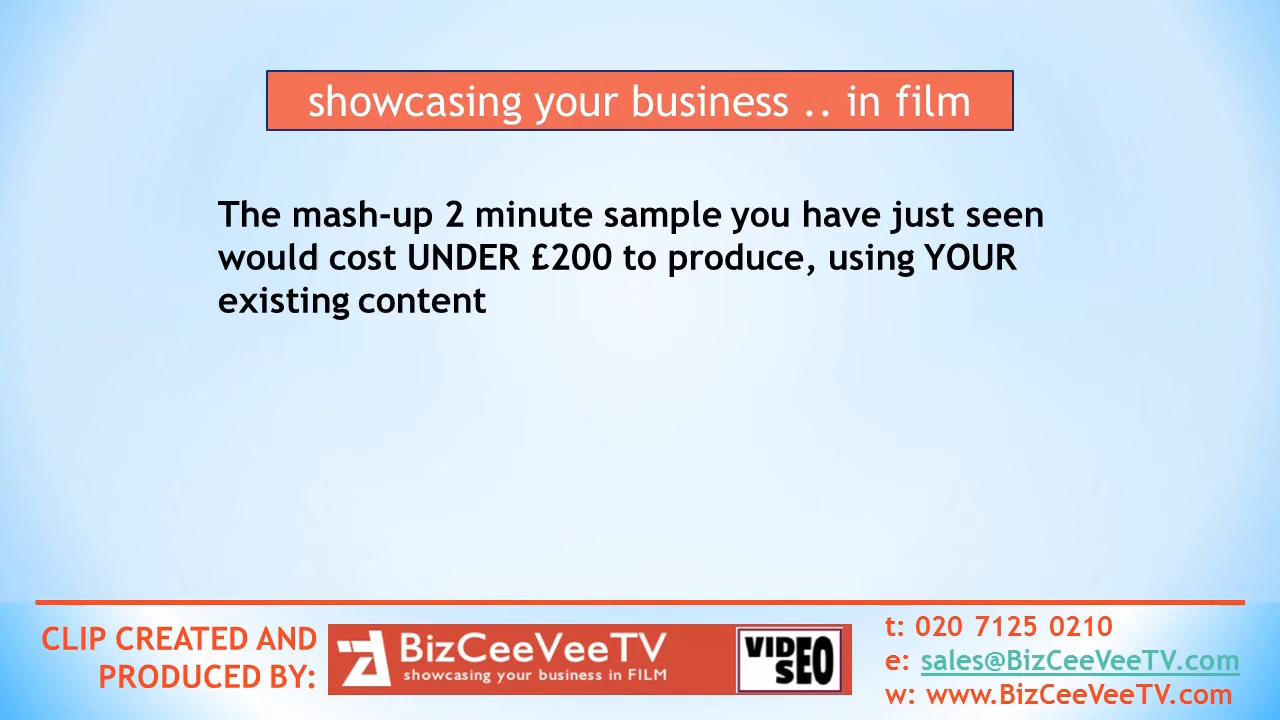 showcasing your business .. in film
The mash-up 2 minute sample you have just seen
would cost UNDER £200 to produce, using YOUR
existing content
CLIP CREATED AND
PRODUCED BY:
BizCeeVeeTV
showcasing your business in FILM
VID
SEO
t: 020 7125 0210
e: sales@BizCeeVeeTV.com
w: www.BizCeeVeeTV.com